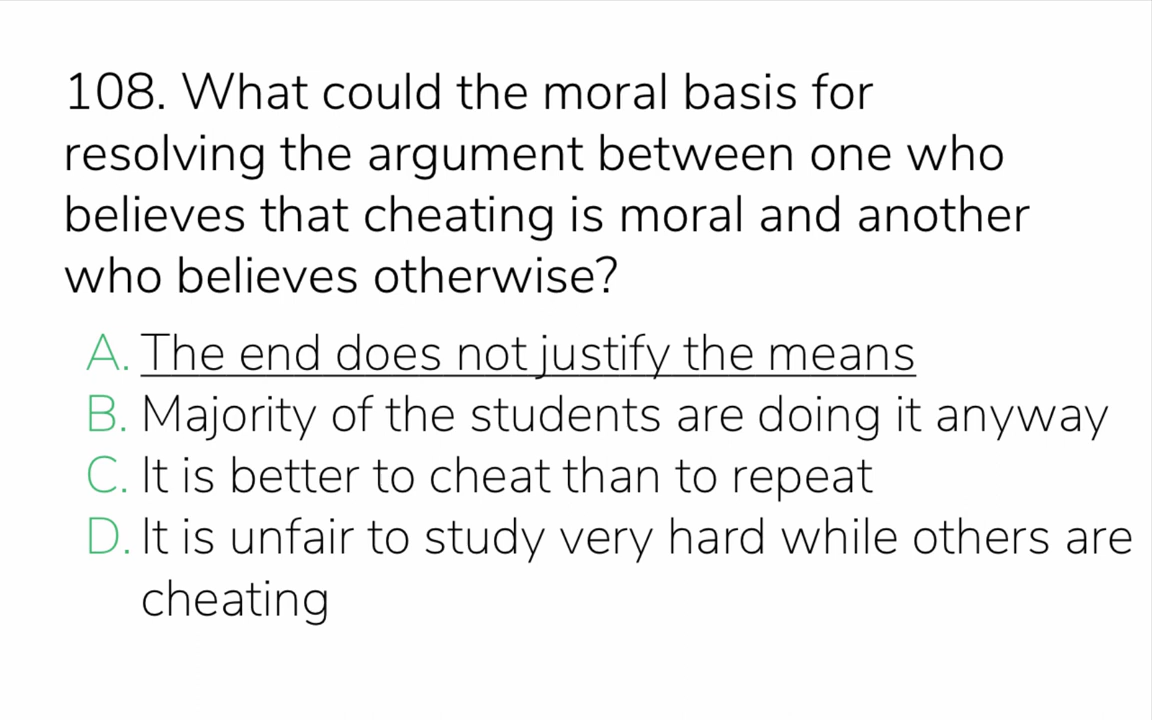 108. What could the moral basis for
resolving the argument between one who
believes that cheating is moral and another
who believes otherwise?
A. The end does not justify the means
B. Majority of the students are doing it anyway
C. It is better to cheat than to repeat
D. It is unfair to study very hard while others are
cheating